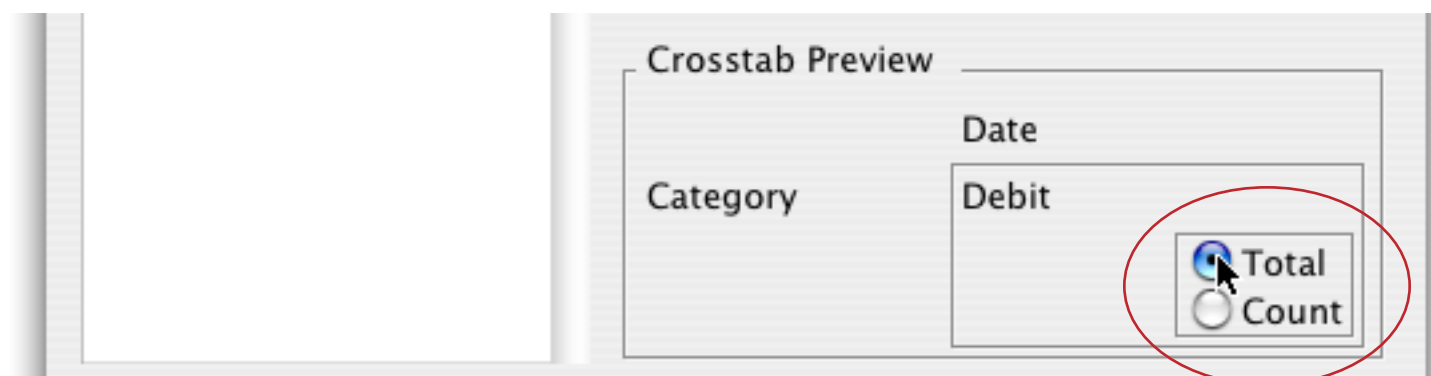 Crosstab Preview
Date
Category Debit
Total
Count